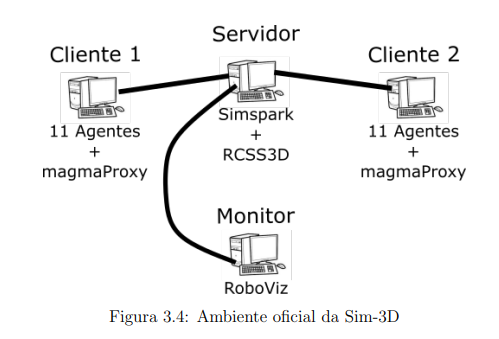 Servidor
Cliente 1
Cliente 2
Simspark
+
RCSS3D
11 Agentes
+
magmaProxy
11 Agentes
+
magmaProxy
Monitor
RoboViz
Figura 3.4: Ambiente oficial da Sim-3D